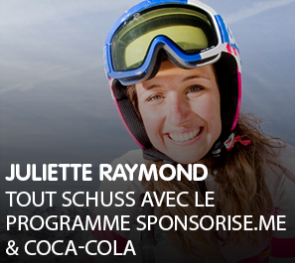 JULIETTE RAYMOND
TOUT SCHUSS AVEC LE
PROGRAMME SPONSORISE.ME
& COCA-COLA